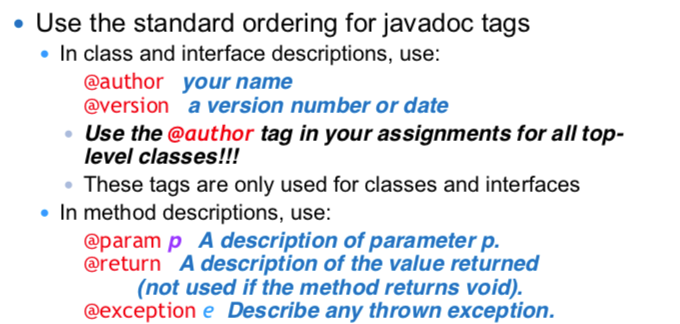 Use the standard ordering for javadoc tags
In class and interface descriptions, use:
@author your name
@version a version number or date
Use the @author tag in your assignments for all top-
level classes!!!
These tags are only used for classes and interfaces
In method descriptions, use:
@param p A description of parameter p.
@return A description of the value returned
(not used if the method returns void).
@exception e Describe any thrown exception.